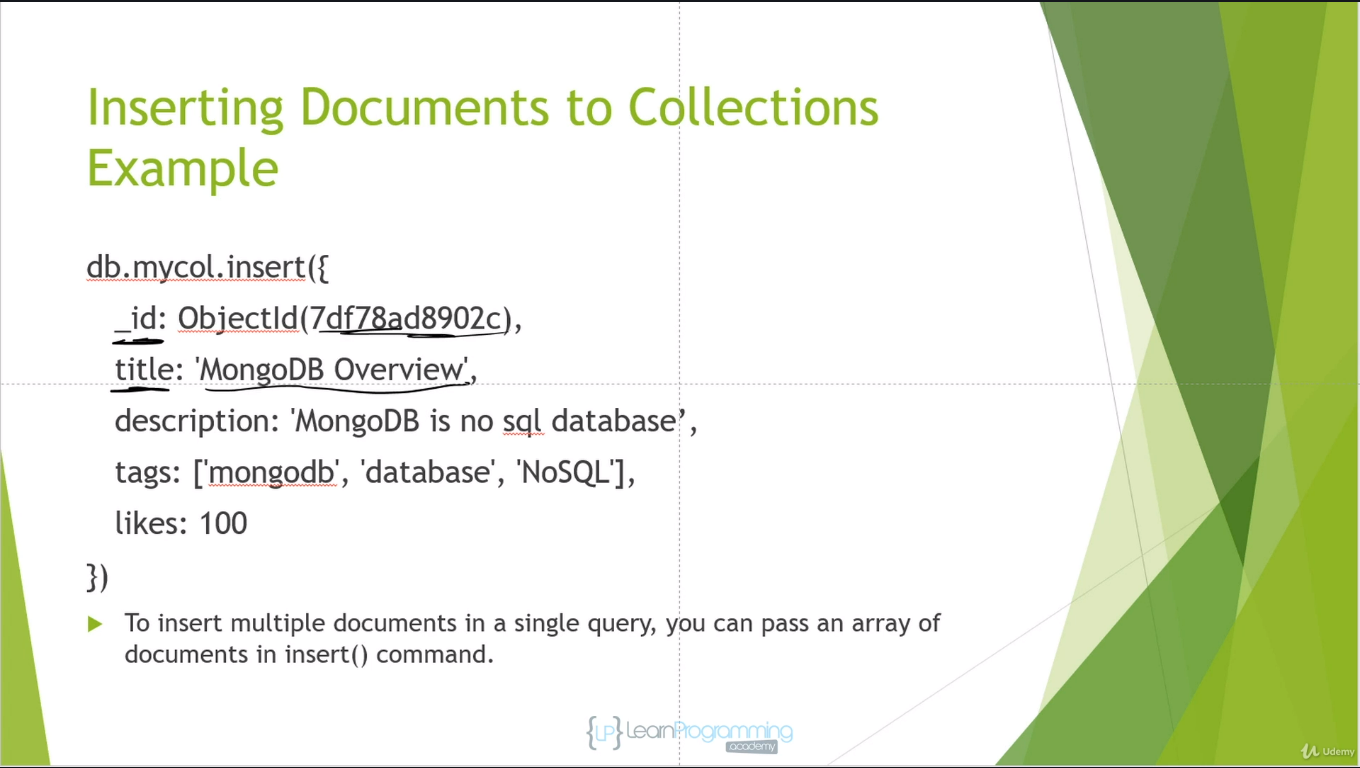 Inserting Documents to Collections
Example
db.mycol.insert({
_id: ObjectId(7df78ad8902c),
title: 'MongoDB Overview',
description: 'MongoDB is no sql database’,
tags: ['mongodb', 'database', 'NoSQL'],
likes: 100
})
To insert multiple documents in a single query, you can pass an array of
documents in insert() command.
{LP} LearnProgramming
academy
Udemy